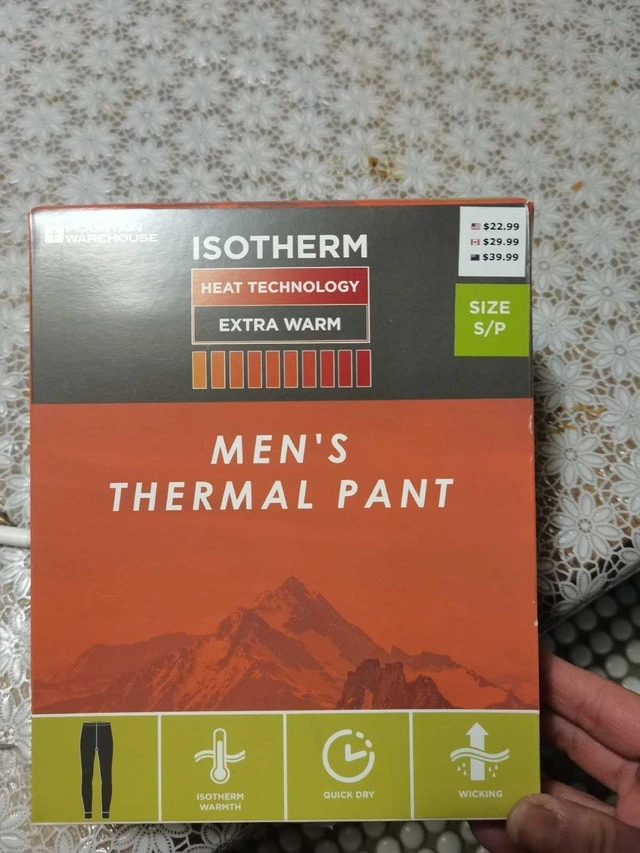 MOUNTAIN
WAREHOUSE
ISOTHERM
HEAT TECHNOLOGY
EXTRA WARM
$22.99
$29.99
$39.99
SIZE
S/P
MEN'S
THERMAL PANT
ISOTHERM
WARMTH
QUICK DRY
WICKING